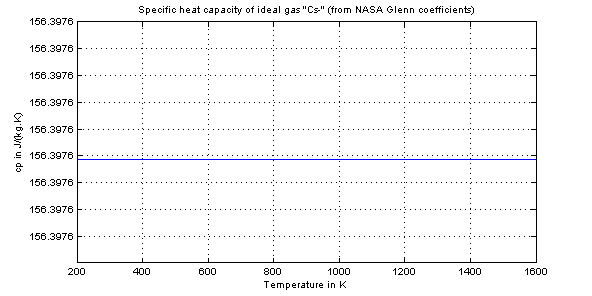 Specific heat capacity of ideal gas "Cs-" (from NASA Glenn coefficients)
156.3976
156.3976
156.3976
156.3976
156.3976
156.3976
156.3976
156.3976
156.3976
cp in J/(kg.K)
200 400 600 800 1000 1200 1400 1600
Temperature in K